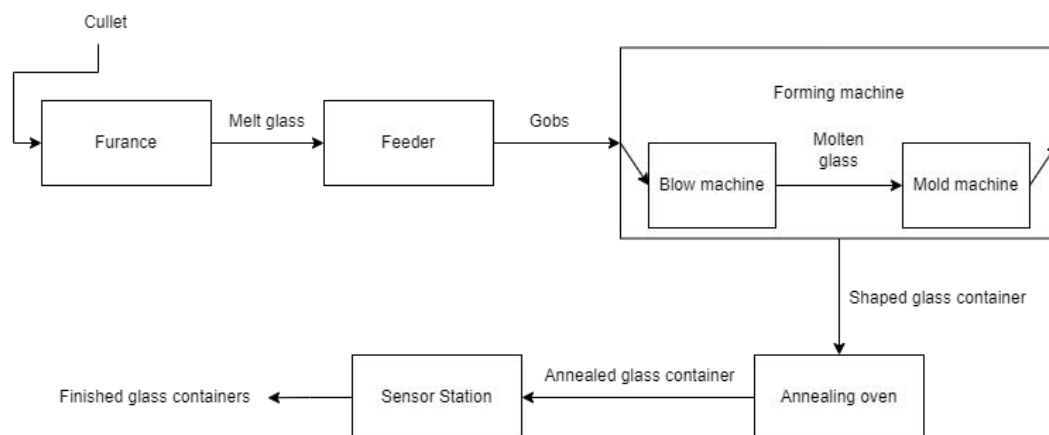 Cullet
Furance
Melt glass
Feeder
Gobs
Forming machine
Blow machine
Molten
glass
Mold machine
Shaped glass container
Annealing oven
Annealed glass container
Sensor Station
Finished glass containers